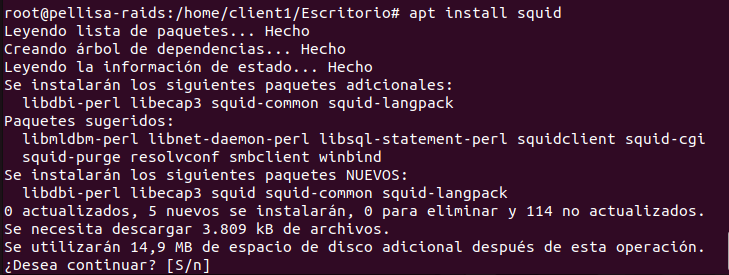 root@pellisa-raids:/home/client1/Escritorio# apt install squid
Leyendo lista de paquetes... Hecho
Creando árbol de dependencias... Hecho
Leyendo la información de estado... Hecho
Se instalarán los siguientes paquetes adicionales:
  libdbi-perl libecap3 squid-common squid-langpack
Paquetes sugeridos:
  libmldbm-perl libnet-daemon-perl libsql-statement-perl squidclient squid-cgi
  squid-purge resolvconf smbclient winbind
Se instalarán los siguientes paquetes NUEVOS:
  libdbi-perl libecap3 squid squid-common squid-langpack
0 actualizados, 5 nuevos se instalarán, 0 para eliminar y 114 no actualizados.
Se necesita descargar 3.809 kB de archivos.
Se utilizarán 14,9 MB de espacio de disco adicional después de esta operación.
¿Desea continuar? [S/n]